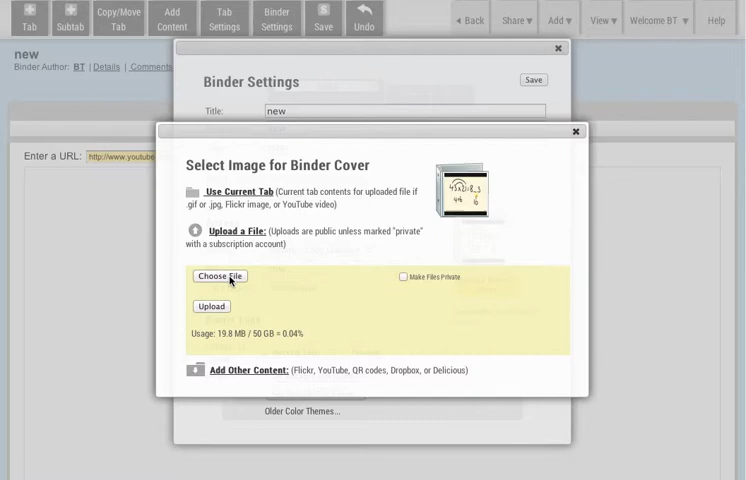 Tab
Subtab
Copy/Move Tab
Add Content
Tab Settings
Binder Settings
S
Save
Undo
Back
Share
Add
View
Welcome BT
Help
new
Binder Author: BT | Details | Comments
Binder Settings
Save
Title: new
Enter a URL: http://www.youtube
Select Image for Binder Cover
Use Current Tab (Current tab contents for uploaded file if
.gif or .jpg, Flickr image, or YouTube video)
Upload a File: (Uploads are public unless marked "private"
with a subscription account)
Choose File
Make Files Private
Upload
Usage: 19.8 MB / 50 GB = 0.04%
Add Other Content: (Flickr, YouTube, QR codes, Dropbox, or Delicious)
Older Color Themes...